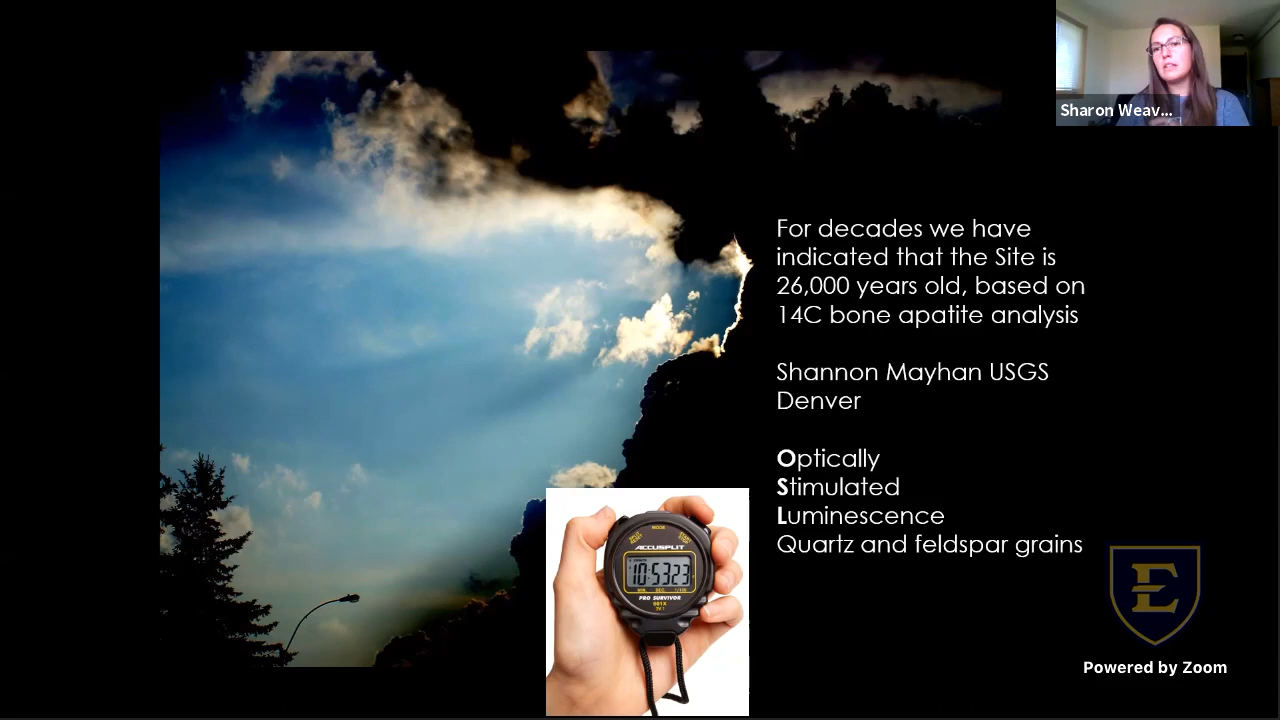 Sharon Weav...
For decades we have
indicated that the Site is
26,000 years old, based on
14C bone apatite analysis
Shannon Mayhan USGS
Denver
Optically
Stimulated
Luminescence
Quartz and feldspar grains
MODE
ACCUSPLIT
10:5323
PRO SURVIVOR
E
Powered by Zoom